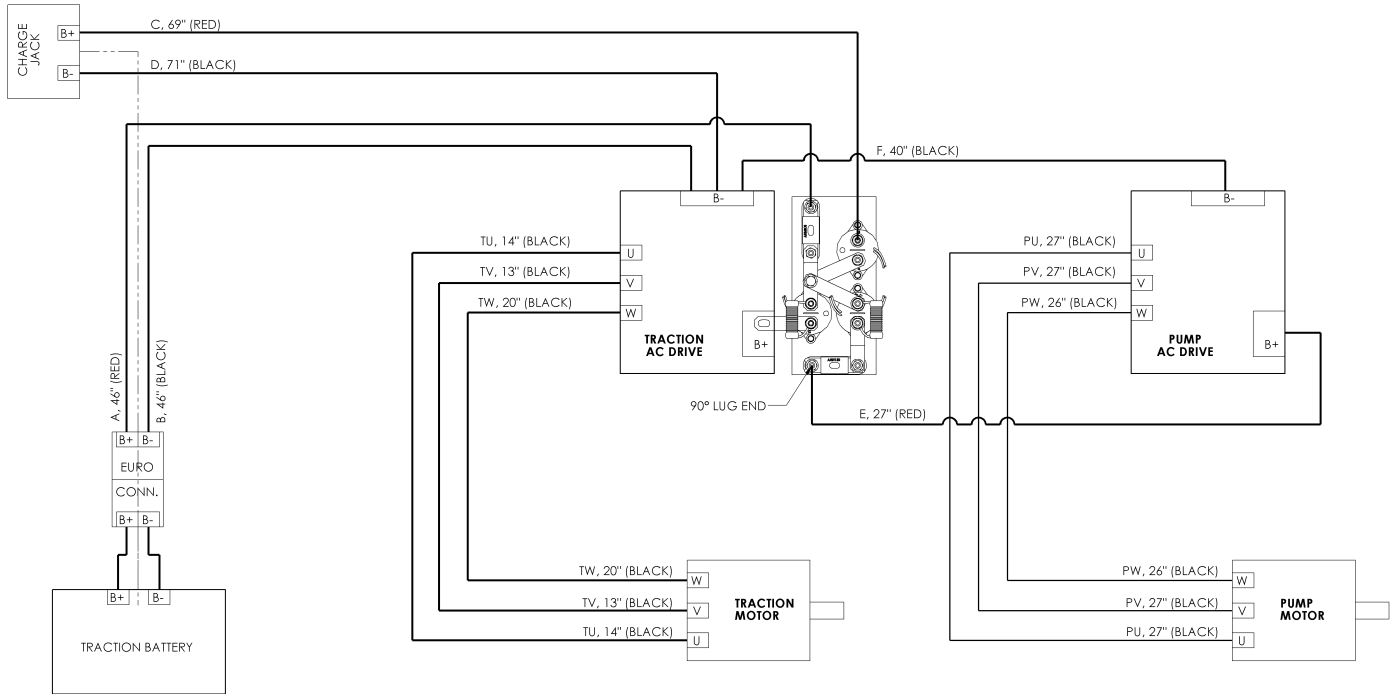 CHARGE
JACK
B+
B-
C, 69" (RED)
D, 71" (BLACK)
F, 40" (BLACK)
B-
B-
TU, 14" (BLACK)
U
TV, 13" (BLACK)
V
TW, 20" (BLACK)
W
TRACTION
AC DRIVE
B+
PU, 27" (BLACK)
U
PV, 27" (BLACK)
V
PW, 26" (BLACK)
W
PUMP
AC DRIVE
B+
A, 46" (RED)
B, 46" (BLACK)
90° LUG END
E, 27" (RED)
B+
B-
EURO
CONN.
B+
B-
B+
B-
TRACTION BATTERY
TW, 20" (BLACK)
W
TV, 13" (BLACK)
V
TU, 14" (BLACK)
U
TRACTION
MOTOR
PW, 26" (BLACK)
W
PV, 27" (BLACK)
V
PU, 27" (BLACK)
U
PUMP
MOTOR